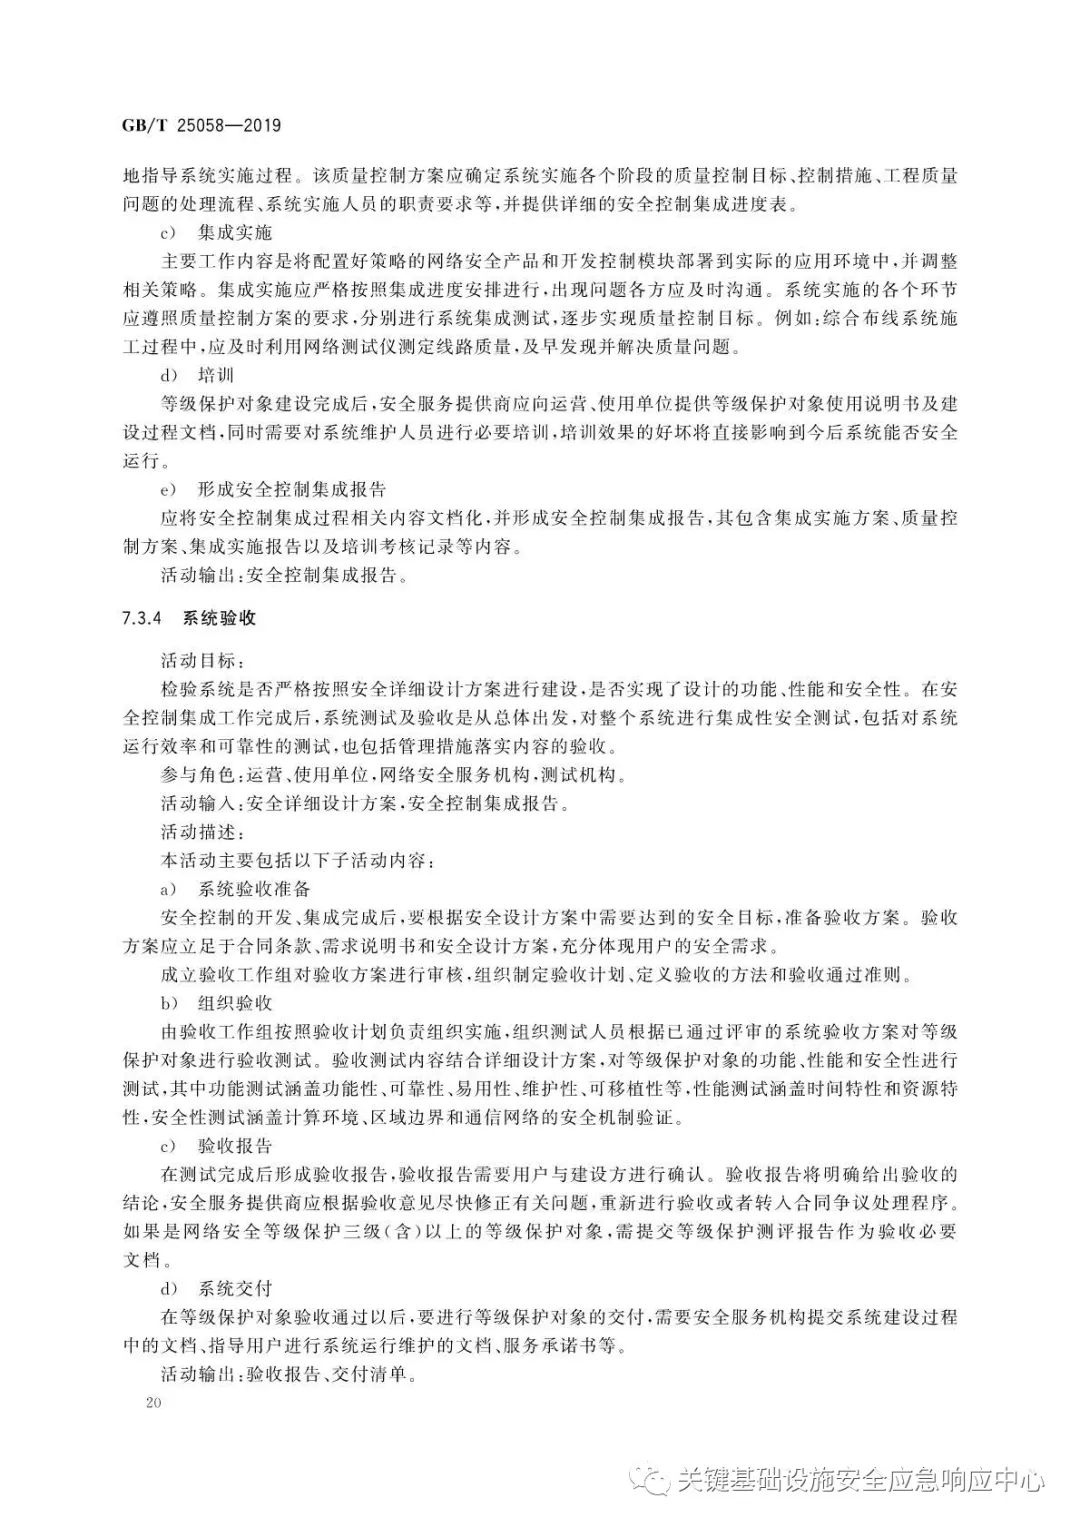 GB/T 25058—2019
地指导系统实施过程。该质量控制方案应确定系统实施各个阶段的质量控制目标、控制措施、工程质量
问题的处理流程、系统实施人员的职责要求等,并提供详细的安全控制集成进度表。
c) 集成实施
主要工作内容是将配置好策略的网络安全产品和开发控制模块部署到实际的应用环境中,并调整
相关策略。集成实施应严格按照集成进度安排进行,出现问题各方应及时沟通。系统实施的各个环节
应遵照质量控制方案的要求,分别进行系统集成测试,逐步实现质量控制目标。例如:综合布线系统施
工过程中,应及时利用网络测试仪测定线路质量,及早发现并解决质量问题。
d) 培训
等级保护对象建设完成后,安全服务提供商应向运营、使用单位提供等级保护对象使用说明书及建
设过程文档,同时需要对系统维护人员进行必要培训,培训效果的好坏将直接影响到今后系统能否安全
运行。
e) 形成安全控制集成报告
应将安全控制集成过程相关内容文档化,并形成安全控制集成报告,其包含集成实施方案、质量控
制方案、集成实施报告以及培训考核记录等内容。
活动输出:安全控制集成报告。
7.3.4 系统验收
活动目标:
检验系统是否严格按照安全详细设计方案进行建设,是否实现了设计的功能、性能和安全性。在安
全控制集成工作完成后,系统测试及验收是从总体出发,对整个系统进行集成性安全测试,包括对系统
运行效率和可靠性的测试,也包括管理措施落实内容的验收。
参与角色:运营、使用单位,网络安全服务机构,测试机构。
活动输入:安全详细设计方案,安全控制集成报告。
活动描述:
本活动主要包括以下子活动内容:
a) 系统验收准备
安全控制的开发、集成完成后,要根据安全设计方案中需要达到的安全目标,准备验收方案。验收
方案应立足于合同条款、需求说明书和安全设计方案,充分体现用户的安全需求。
成立验收工作组对验收方案进行审核,组织制定验收计划、定义验收的方法和验收通过准则。
b) 组织验收
由验收工作组按照验收计划负责组织实施,组织测试人员根据已通过评审的系统验收方案对等级
保护对象进行验收测试。验收测试内容结合详细设计方案,对等级保护对象的功能、性能和安全性进行
测试,其中功能测试涵盖功能性、可靠性、易用性、维护性、可移植性等,性能测试涵盖时间特性和资源特
性,安全性测试涵盖计算环境、区域边界和通信网络的安全机制验证。
c) 验收报告
在测试完成后形成验收报告,验收报告需要用户与建设方进行确认。验收报告将明确给出验收的
结论,安全服务提供商应根据验收意见尽快修正有关问题,重新进行验收或者转入合同争议处理程序。
如果是网络安全等级保护三级(含)以上的等级保护对象,需提交等级保护测评报告作为验收必要
文档。
d) 系统交付
在等级保护对象验收通过以后,要进行等级保护对象的交付,需要安全服务机构提交系统建设过程
中的文档、指导用户进行系统运行维护的文档、服务承诺书等。
活动输出:验收报告、交付清单。
20
关键基础设施安全应急响应中心